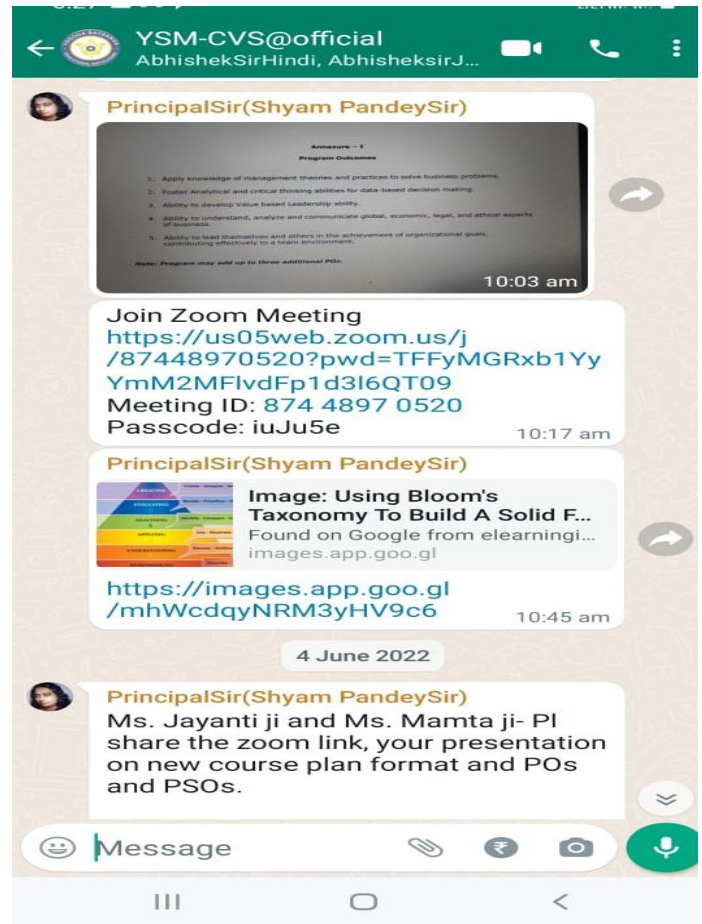 YSM-CVS@official
AbhishekSirHindi, AbhisheksirJ...
PrincipalSir(Shyam PandeySir)
Annexure – I
Program Outcomes
1. Apply knowledge of management theories and practices to solve business problems.
2. Foster Analytical and critical thinking abilities for data-based decision making.
3. Ability to develop Value based Leadership ability.
4. Ability to understand, analyze and communicate global, economic, legal, and ethical aspects
of business.
5. Ability to lead themselves and others in the achievement of organizational goals,
contributing effectively to a team environment.
Note: Program may add up to three additional POs.
10:03 am
Join Zoom Meeting
https://us05web.zoom.us/j
/87448970520?pwd=TFFyMGRxb1Yy
YmM2MFlvdFp1d3l6QT09
Meeting ID: 874 4897 0520
Passcode: iuJu5e
10:17 am
PrincipalSir(Shyam PandeySir)
CREATING
EVALUATING
ANALYZING
APPLYING
UNDERSTANDING
Image: Using Bloom's
Taxonomy To Build A Solid F...
Found on Google from elearningi...
images.app.goo.gl
https://images.app.goo.gl
/mhWcdqyNRM3yHV9c6
10:45 am
4 June 2022
PrincipalSir(Shyam PandeySir)
Ms. Jayanti ji and Ms. Mamta ji- Pl
share the zoom link, your presentation
on new course plan format and POs
and PSOs.
Message